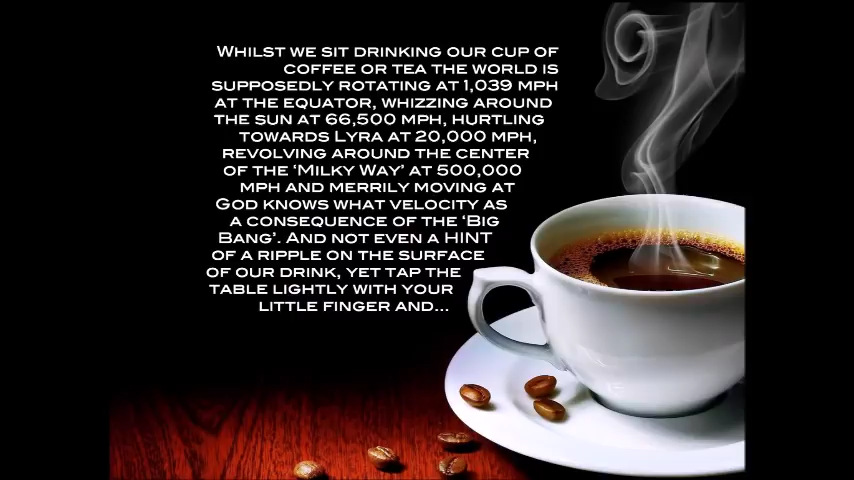 Whilst we sit drinking our cup of
coffee or tea the world is
supposedly rotating at 1,039 mph
at the equator, whizzing around
the sun at 66,500 mph, hurtling
towards Lyra at 20,000 mph,
revolving around the center
of the ‘Milky Way’ at 500,000
mph and merrily moving at
God knows what velocity as
a consequence of the ‘Big
Bang’. And not even a HINT
of a ripple on the surface
of our drink, yet tap the
table lightly with your
little finger and...